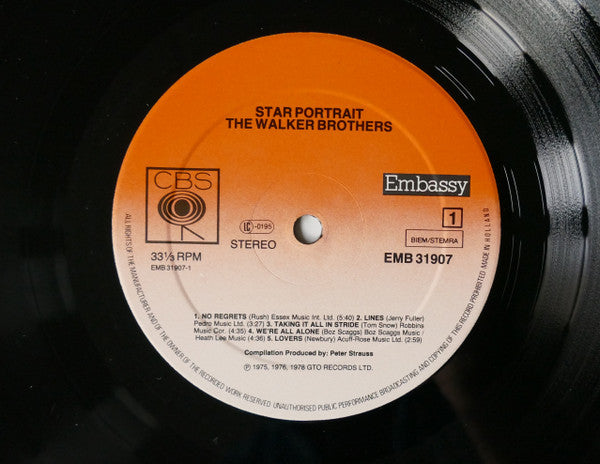 STAR PORTRAIT
THE WALKER BROTHERS
CBS
Embassy
LC -0195
1
STEREO
BIEM/STEMRA
33⅓ RPM
EMB 31907
EMB 31907-1
1. NO REGRETS (Rush) Essex Music Int. Ltd. (5:40) 2. LINES (Jerry Fuller)
Pedro Music Ltd. (3:27) 3. TAKING IT ALL IN STRIDE (Tom Snow) Robbins
Music Cor. (4:35) 4. WE'RE ALL ALONE (Boz Scaggs) Boz Scaggs Music/
Heath Lee Music (4:36) 5. LOVERS (Newbury) Acuff-Rose Music Ltd. (2:59)
Compilation Produced by: Peter Strauss
Ⓟ 1975, 1976, 1978 GTO RECORDS LTD.
ALL RIGHTS OF THE MANUFACTURER AND OF THE OWNER OF THE RECORDED WORK RESERVED UNAUTHORISED PUBLIC PERFORMANCE BROADCASTING AND COPYING OF THIS RECORD PROHIBITED · MADE IN HOLLAND